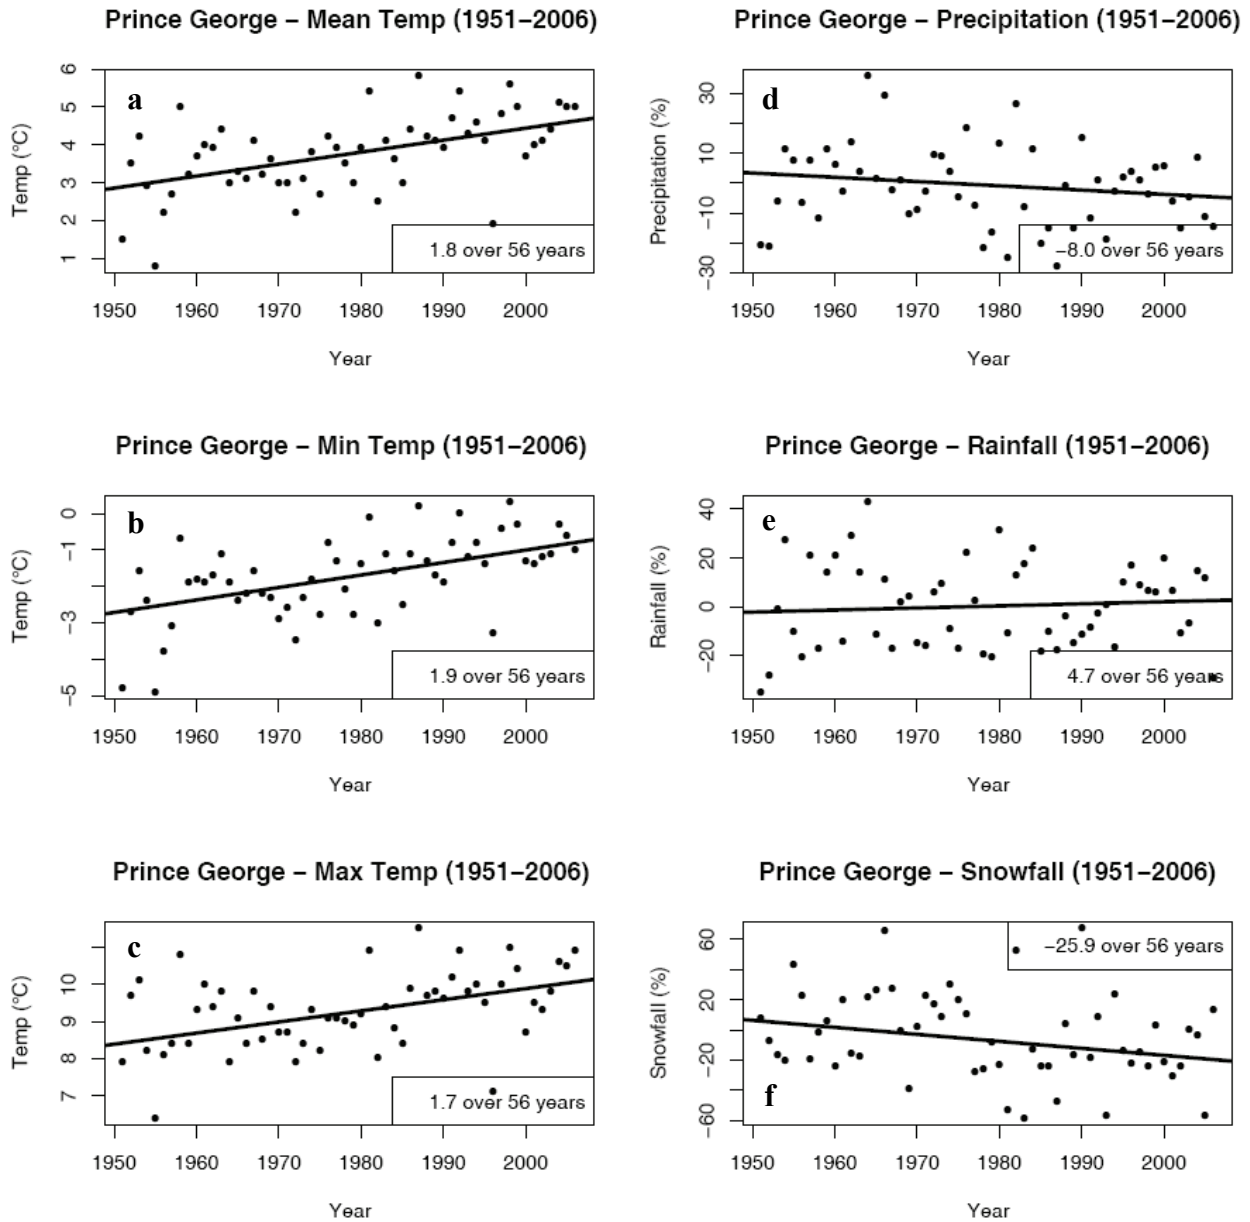 Prince George – Mean Temp (1951–2006)
a
Temp (°C)
6
5
4
3
2
1
1.8 over 56 years
1950 1960 1970 1980 1990 2000
Year
Prince George – Precipitation (1951–2006)
d
Precipitation (%)
30
10
−10
−30
−8.0 over 56 years
1950 1960 1970 1980 1990 2000
Year
Prince George – Min Temp (1951–2006)
b
Temp (°C)
0
−1
−3
−5
1.9 over 56 years
1950 1960 1970 1980 1990 2000
Year
Prince George – Rainfall (1951–2006)
e
Rainfall (%)
40
20
0
−20
4.7 over 56 years
1950 1960 1970 1980 1990 2000
Year
Prince George – Max Temp (1951–2006)
c
Temp (°C)
10
9
8
7
1.7 over 56 years
1950 1960 1970 1980 1990 2000
Year
Prince George – Snowfall (1951–2006)
−25.9 over 56 years
Snowfall (%)
60
20
−20
−60
f
1950 1960 1970 1980 1990 2000
Year